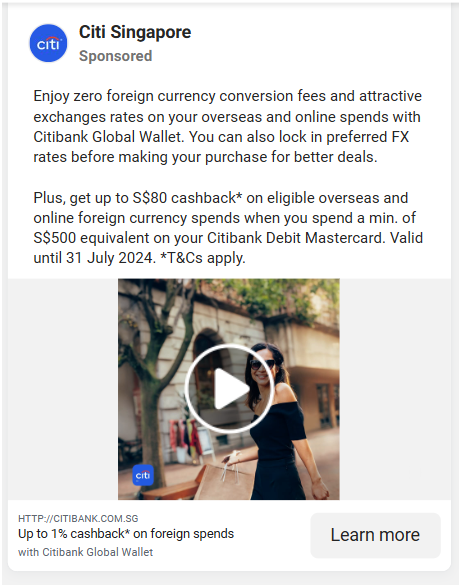 Citi Singapore
Sponsored
Enjoy zero foreign currency conversion fees and attractive
exchanges rates on your overseas and online spends with
Citibank Global Wallet. You can also lock in preferred FX
rates before making your purchase for better deals.
Plus, get up to S$80 cashback* on eligible overseas and
online foreign currency spends when you spend a min. of
S$500 equivalent on your Citibank Debit Mastercard. Valid
until 31 July 2024. *T&Cs apply.
citi
HTTP://CITIBANK.COM.SG
Up to 1% cashback* on foreign spends
with Citibank Global Wallet
Learn more